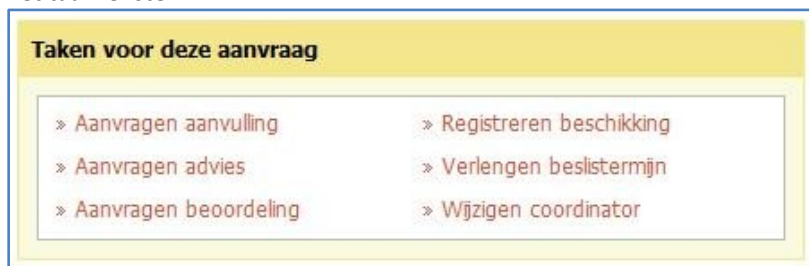 Taken voor deze aanvraag
» Aanvragen aanvulling
» Aanvragen advies
» Aanvragen beoordeling
» Registreren beschikking
» Verlengen beslistermijn
» Wijzigen coordinator